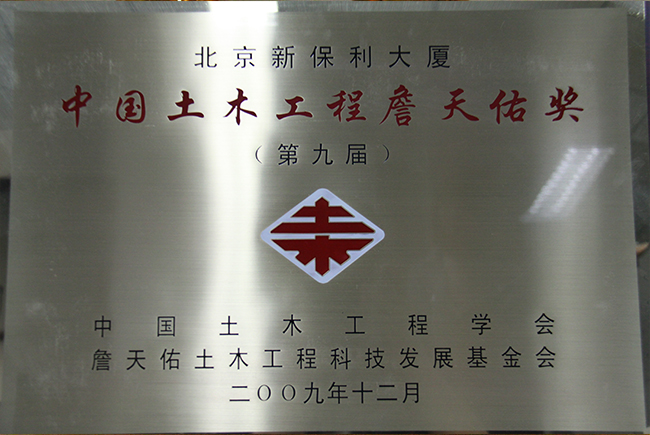 北京新保利大厦
中国土木工程詹天佑奖
（第九届）
中国土木工程学会
詹天佑土木工程科技发展基金会
二〇〇九年十二月